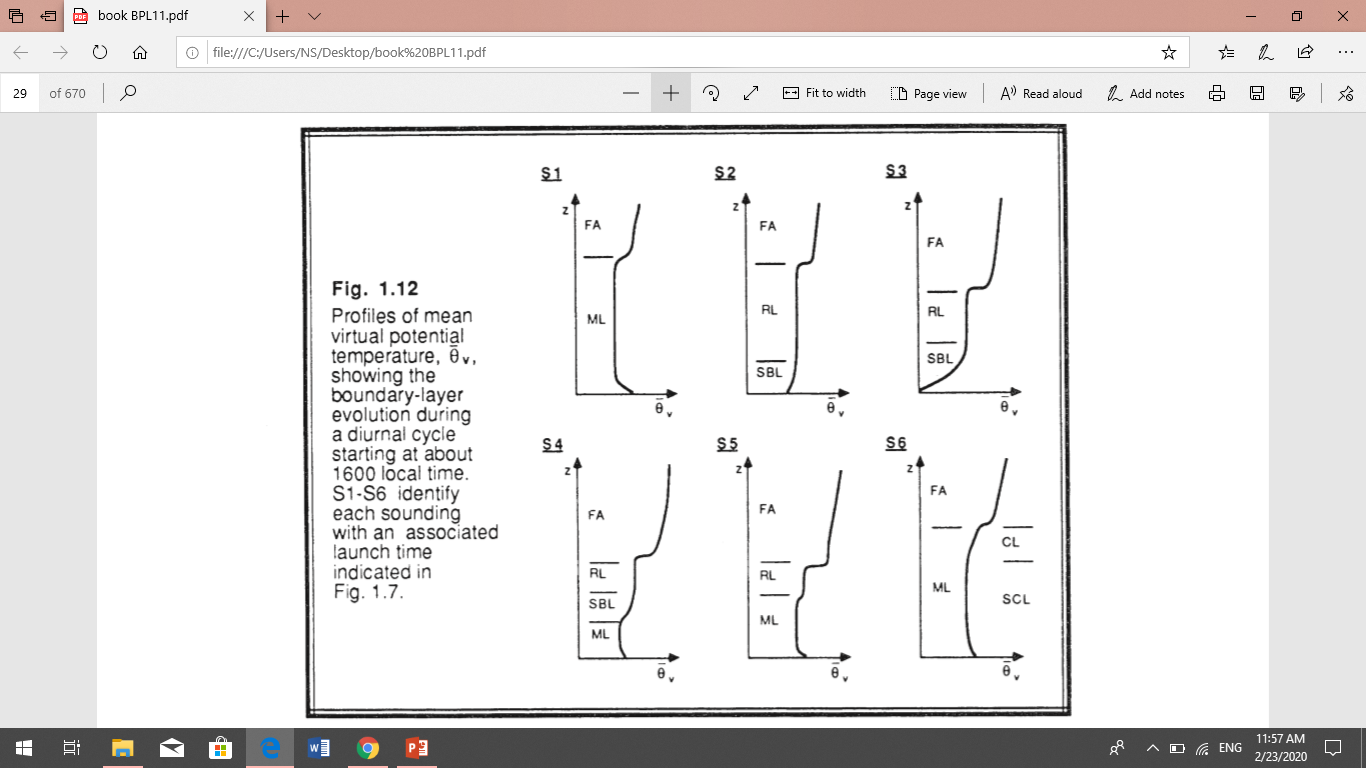 book BPL11.pdf
file:///C:/Users/NS/Desktop/book%20BPL11.pdf
29 of 670
Fit to width
Page view
Read aloud
Add notes
Fig. 1.12
Profiles of mean
virtual potential
temperature, θ̄v,
showing the
boundary-layer
evolution during
a diurnal cycle
starting at about
1600 local time.
S1-S6 identify
each sounding
with an associated
launch time
indicated in
Fig. 1.7.
S1
z
FA
ML
θ̄v
S2
z
FA
RL
SBL
θ̄v
S3
z
FA
RL
SBL
θ̄v
S4
z
FA
RL
SBL
ML
θ̄v
S5
z
FA
RL
ML
θ̄v
S6
z
FA
CL
ML
SCL
θ̄v
ENG
11:57 AM
2/23/2020